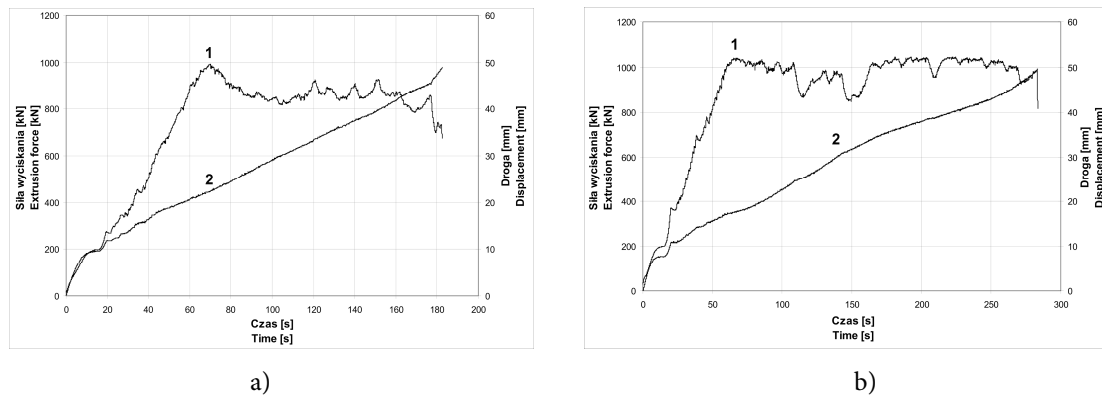 1200
1000
800
600
400
200
0
Siła wyciskania [kN]
Extrusion force [kN]
1
2
60
50
40
30
20
10
0
Droga [mm]
Displacement [mm]
0 20 40 60 80 100 120 140 160 180 200
Czas [s]
Time [s]
a)
1200
1000
800
600
400
200
0
Siła wyciskania [kN]
Extrusion force [kN]
1
2
60
50
40
30
20
10
0
Droga [mm]
Displacement [mm]
0 50 100 150 200 250 300
Czas [s]
Time [s]
b)